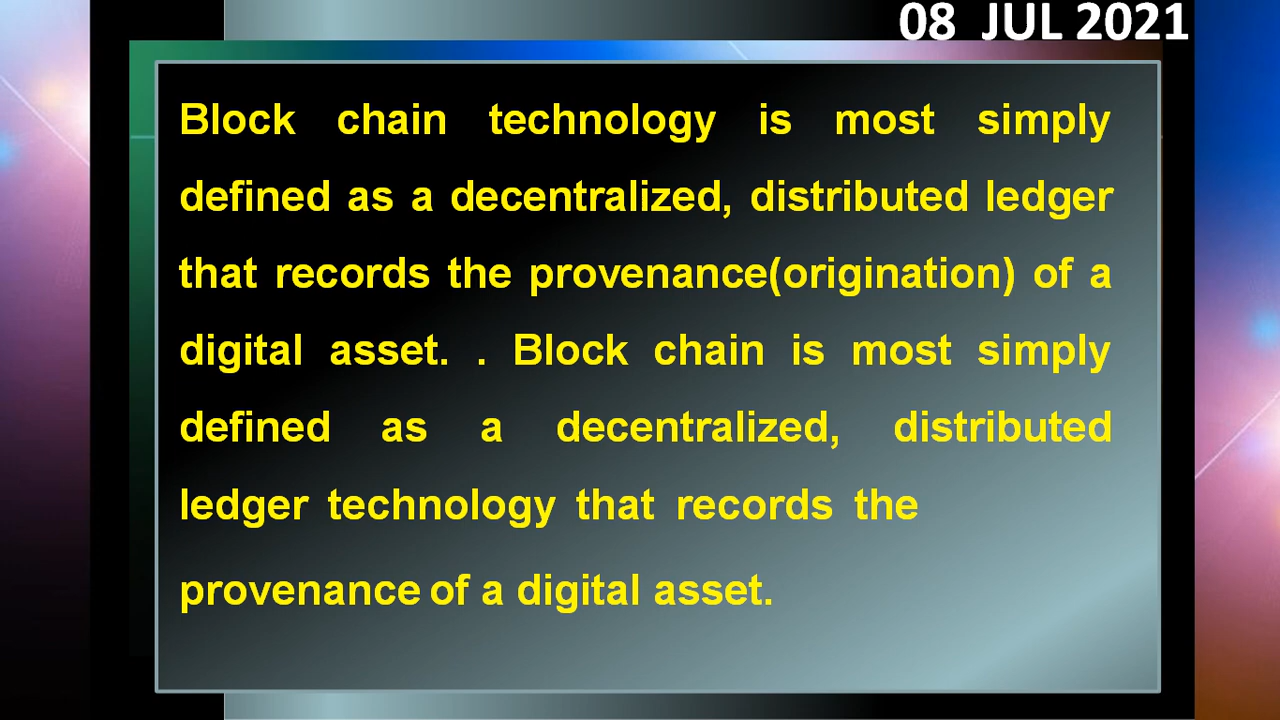 08 JUL 2021
Block chain technology is most simply
defined as a decentralized, distributed ledger
that records the provenance(origination) of a
digital asset. . Block chain is most simply
defined as a decentralized, distributed
ledger technology that records the
provenance of a digital asset.